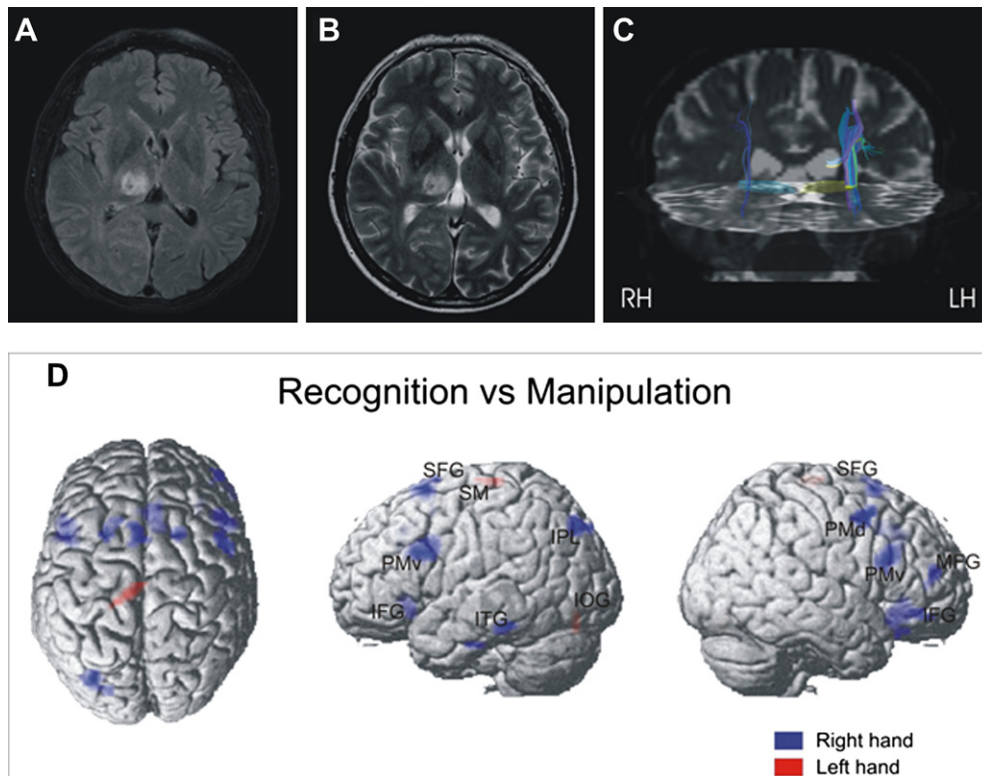 A
B
C
RH
LH
D
Recognition vs Manipulation
SFG
SM
IPL
PMv
IFG
ITG
IOG
SFG
PMd
PMv
MFG
IFG
Right hand
Left hand